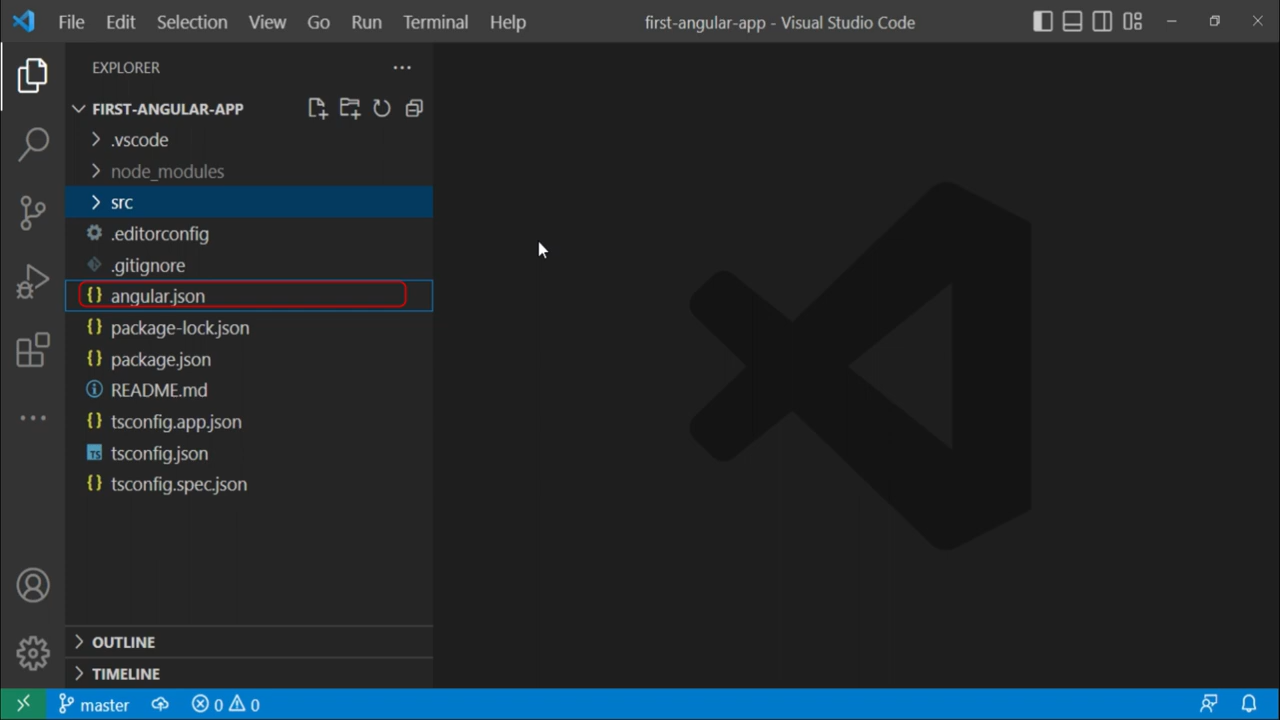 File Edit Selection View Go Run Terminal Help first-angular-app - Visual Studio Code
EXPLORER
FIRST-ANGULAR-APP
.vscode
node_modules
src
.editorconfig
.gitignore
{} angular.json
{} package-lock.json
{} package.json
README.md
{} tsconfig.app.json
TS tsconfig.json
{} tsconfig.spec.json
OUTLINE
TIMELINE
master 0 0